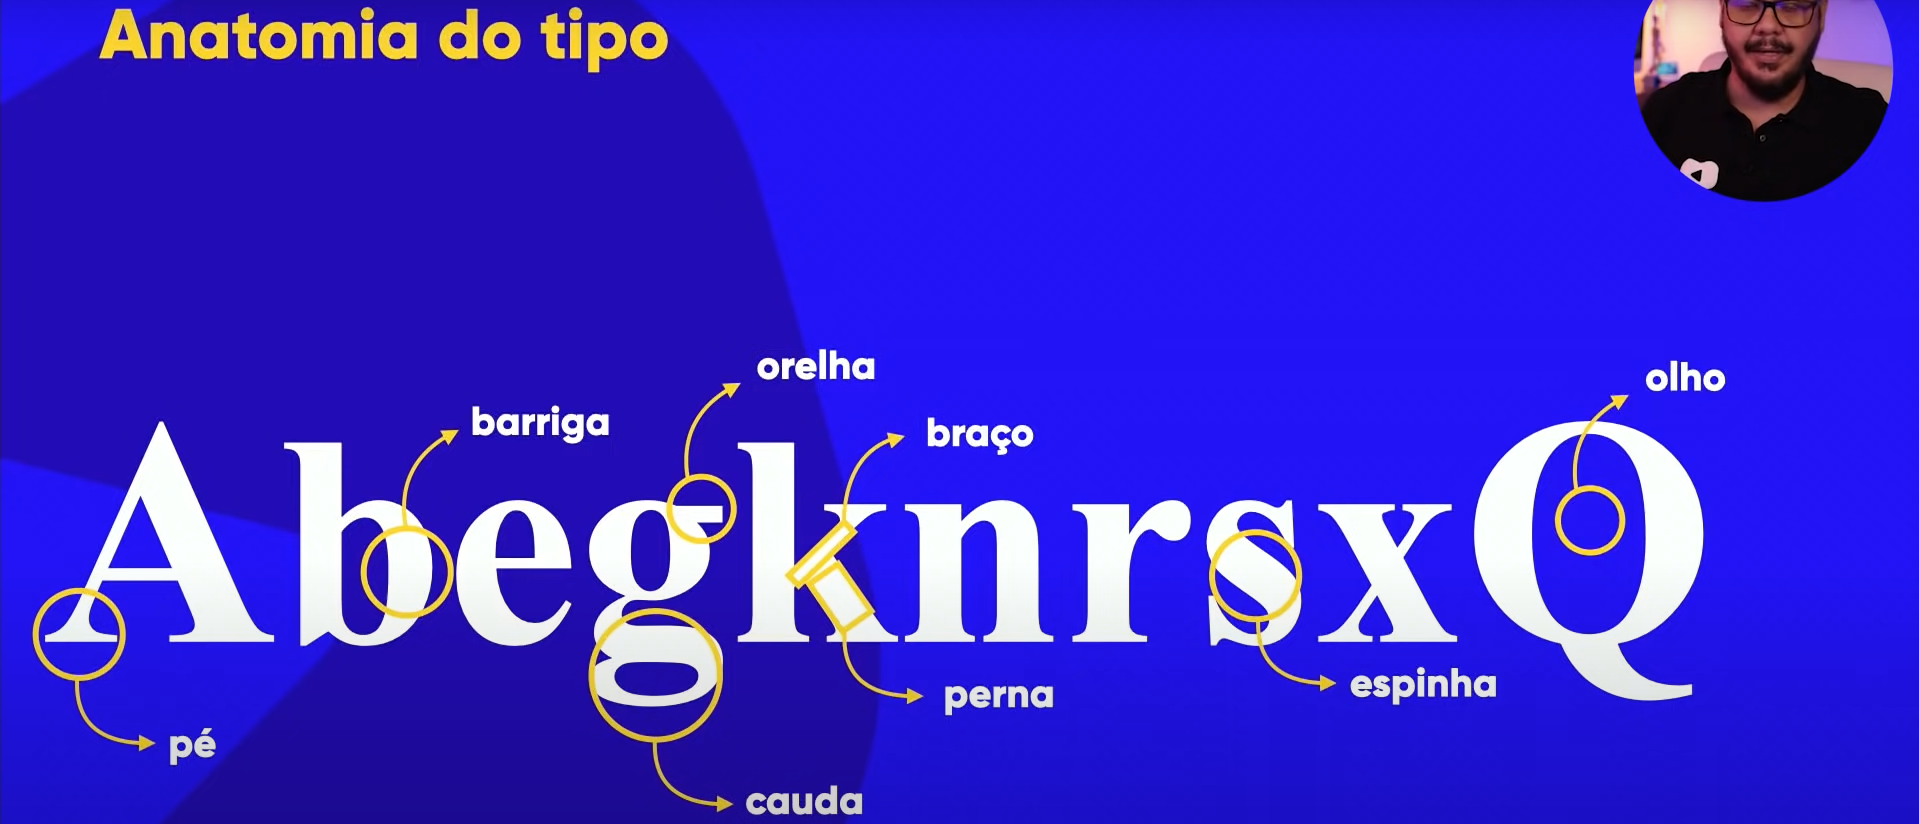 Anatomia do tipo
orelha
olho
barriga
braço
AbegknrsxQ
espinha
perna
pé
cauda